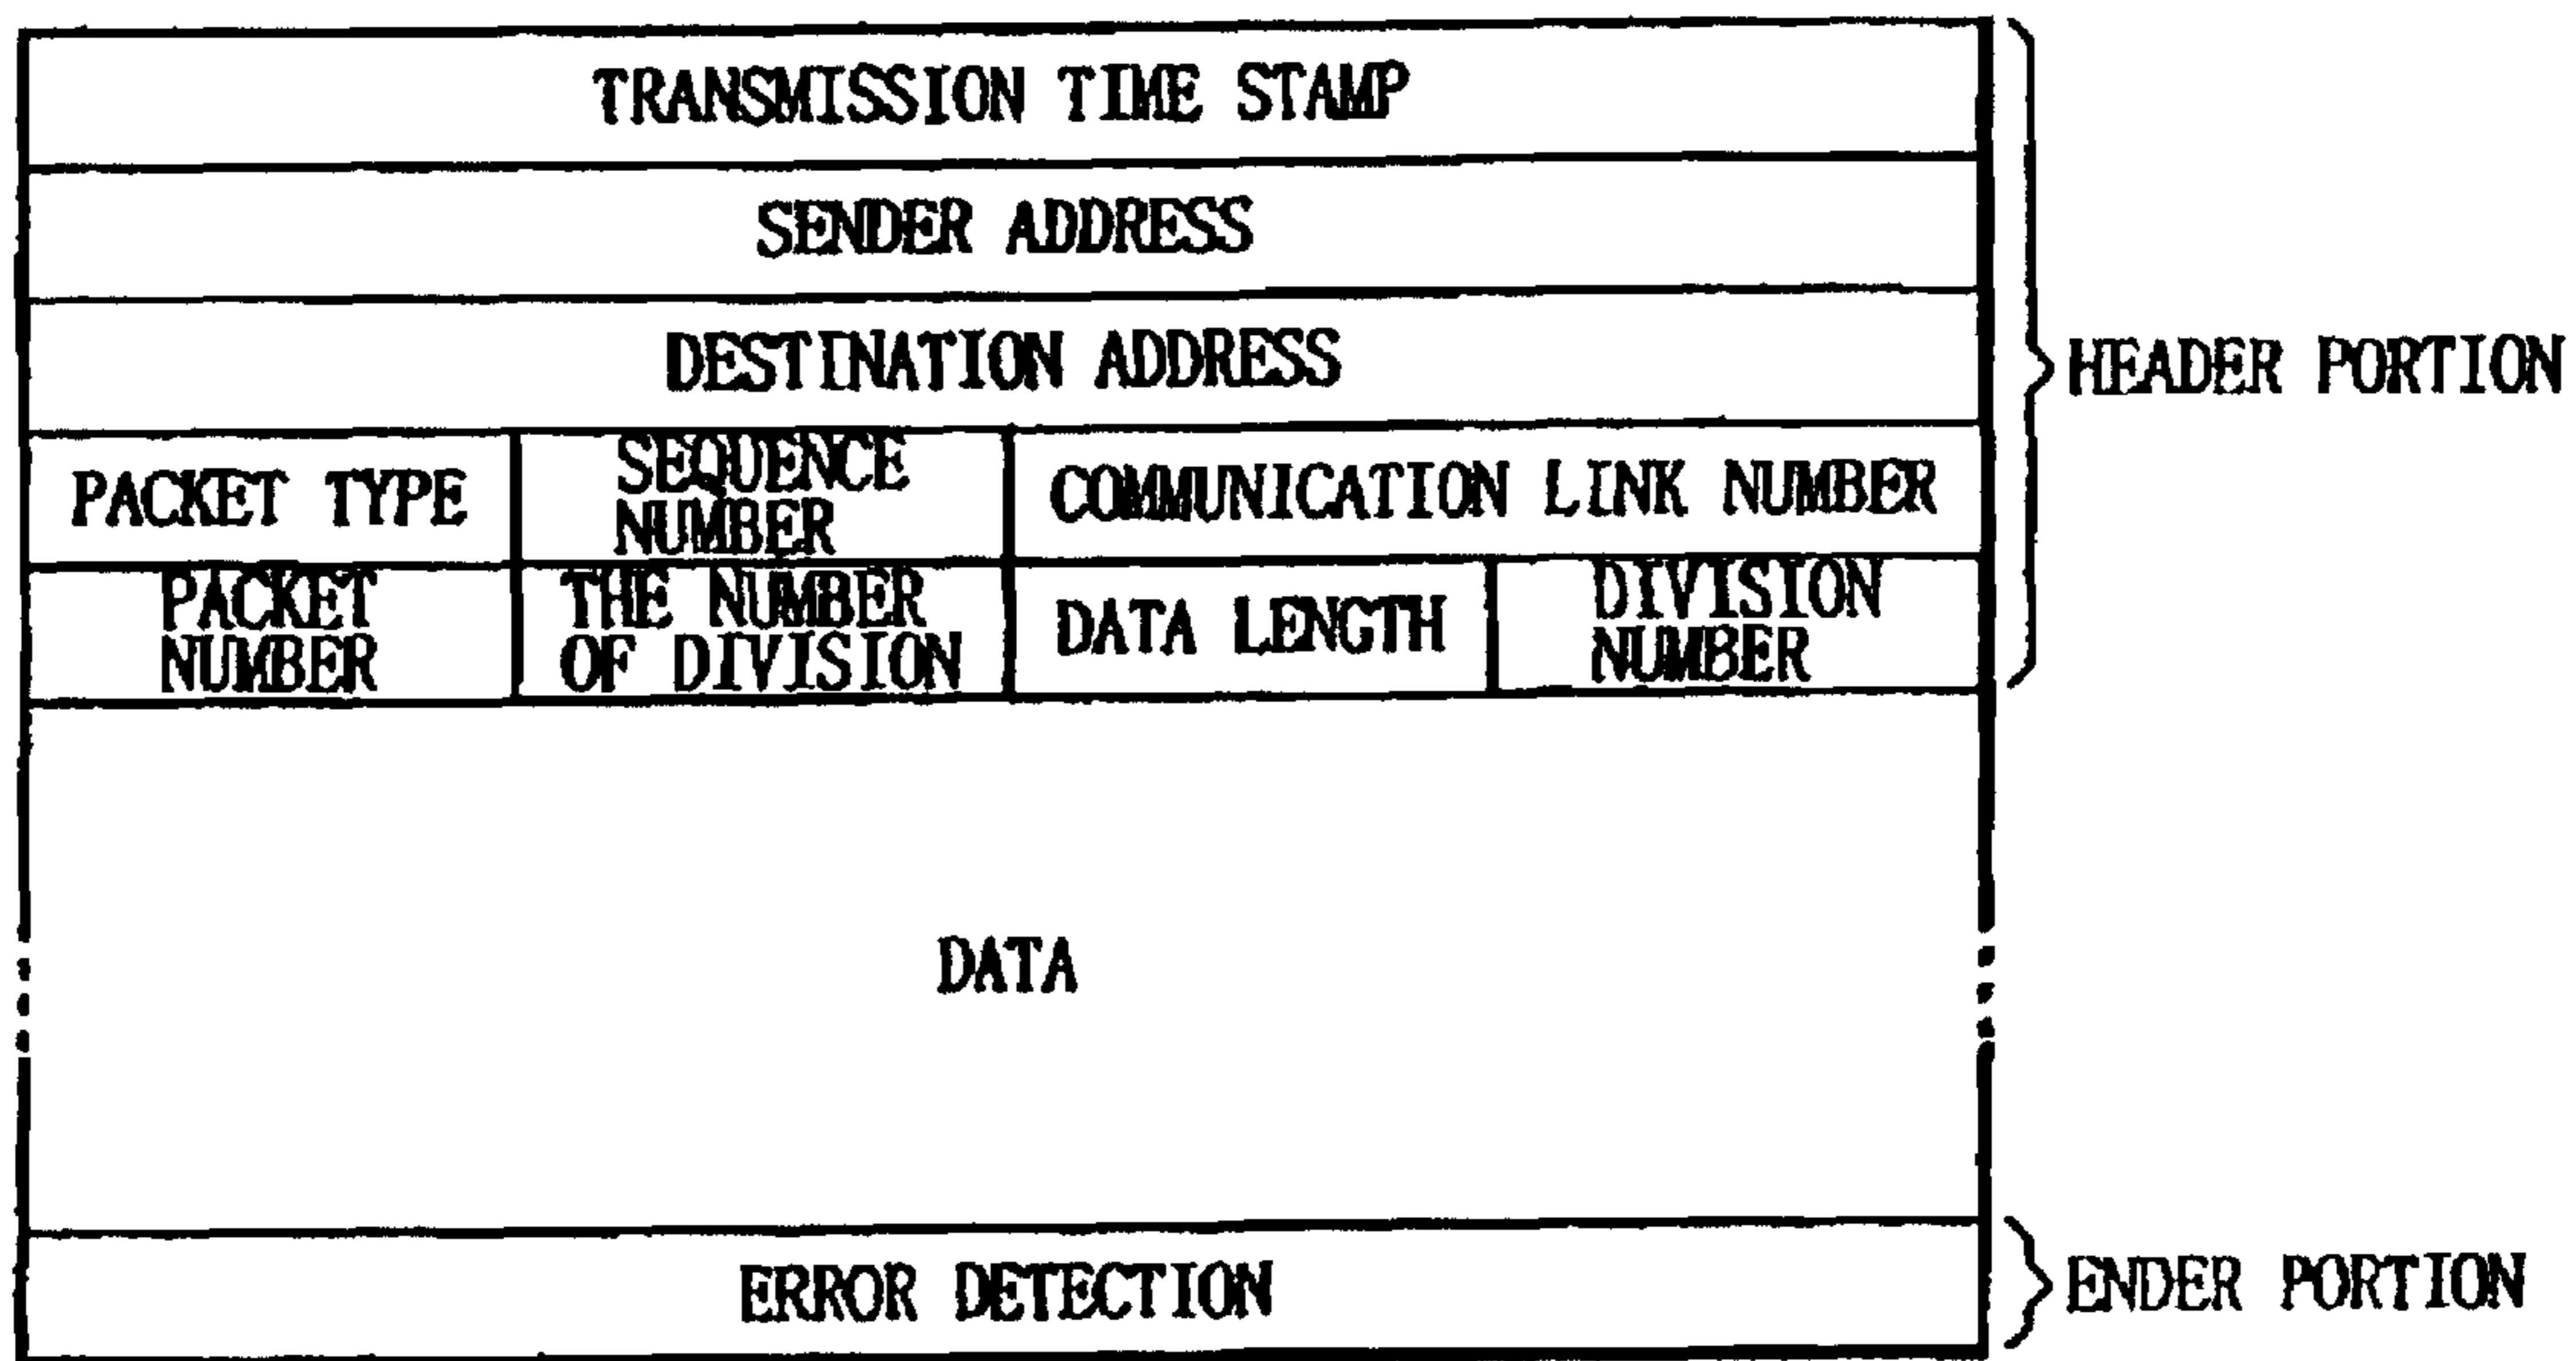 TRANSMISSION TIME STAMP
SENDER ADDRESS
DESTINATION ADDRESS
HEADER PORTION
PACKET TYPE
SEQUENCE
NUMBER
COMMUNICATION LINK NUMBER
PACKET
NUMBER
THE NUMBER
OF DIVISION
DATA LENGTH
DIVISION
NUMBER
DATA
ERROR DETECTION
ENDER PORTION